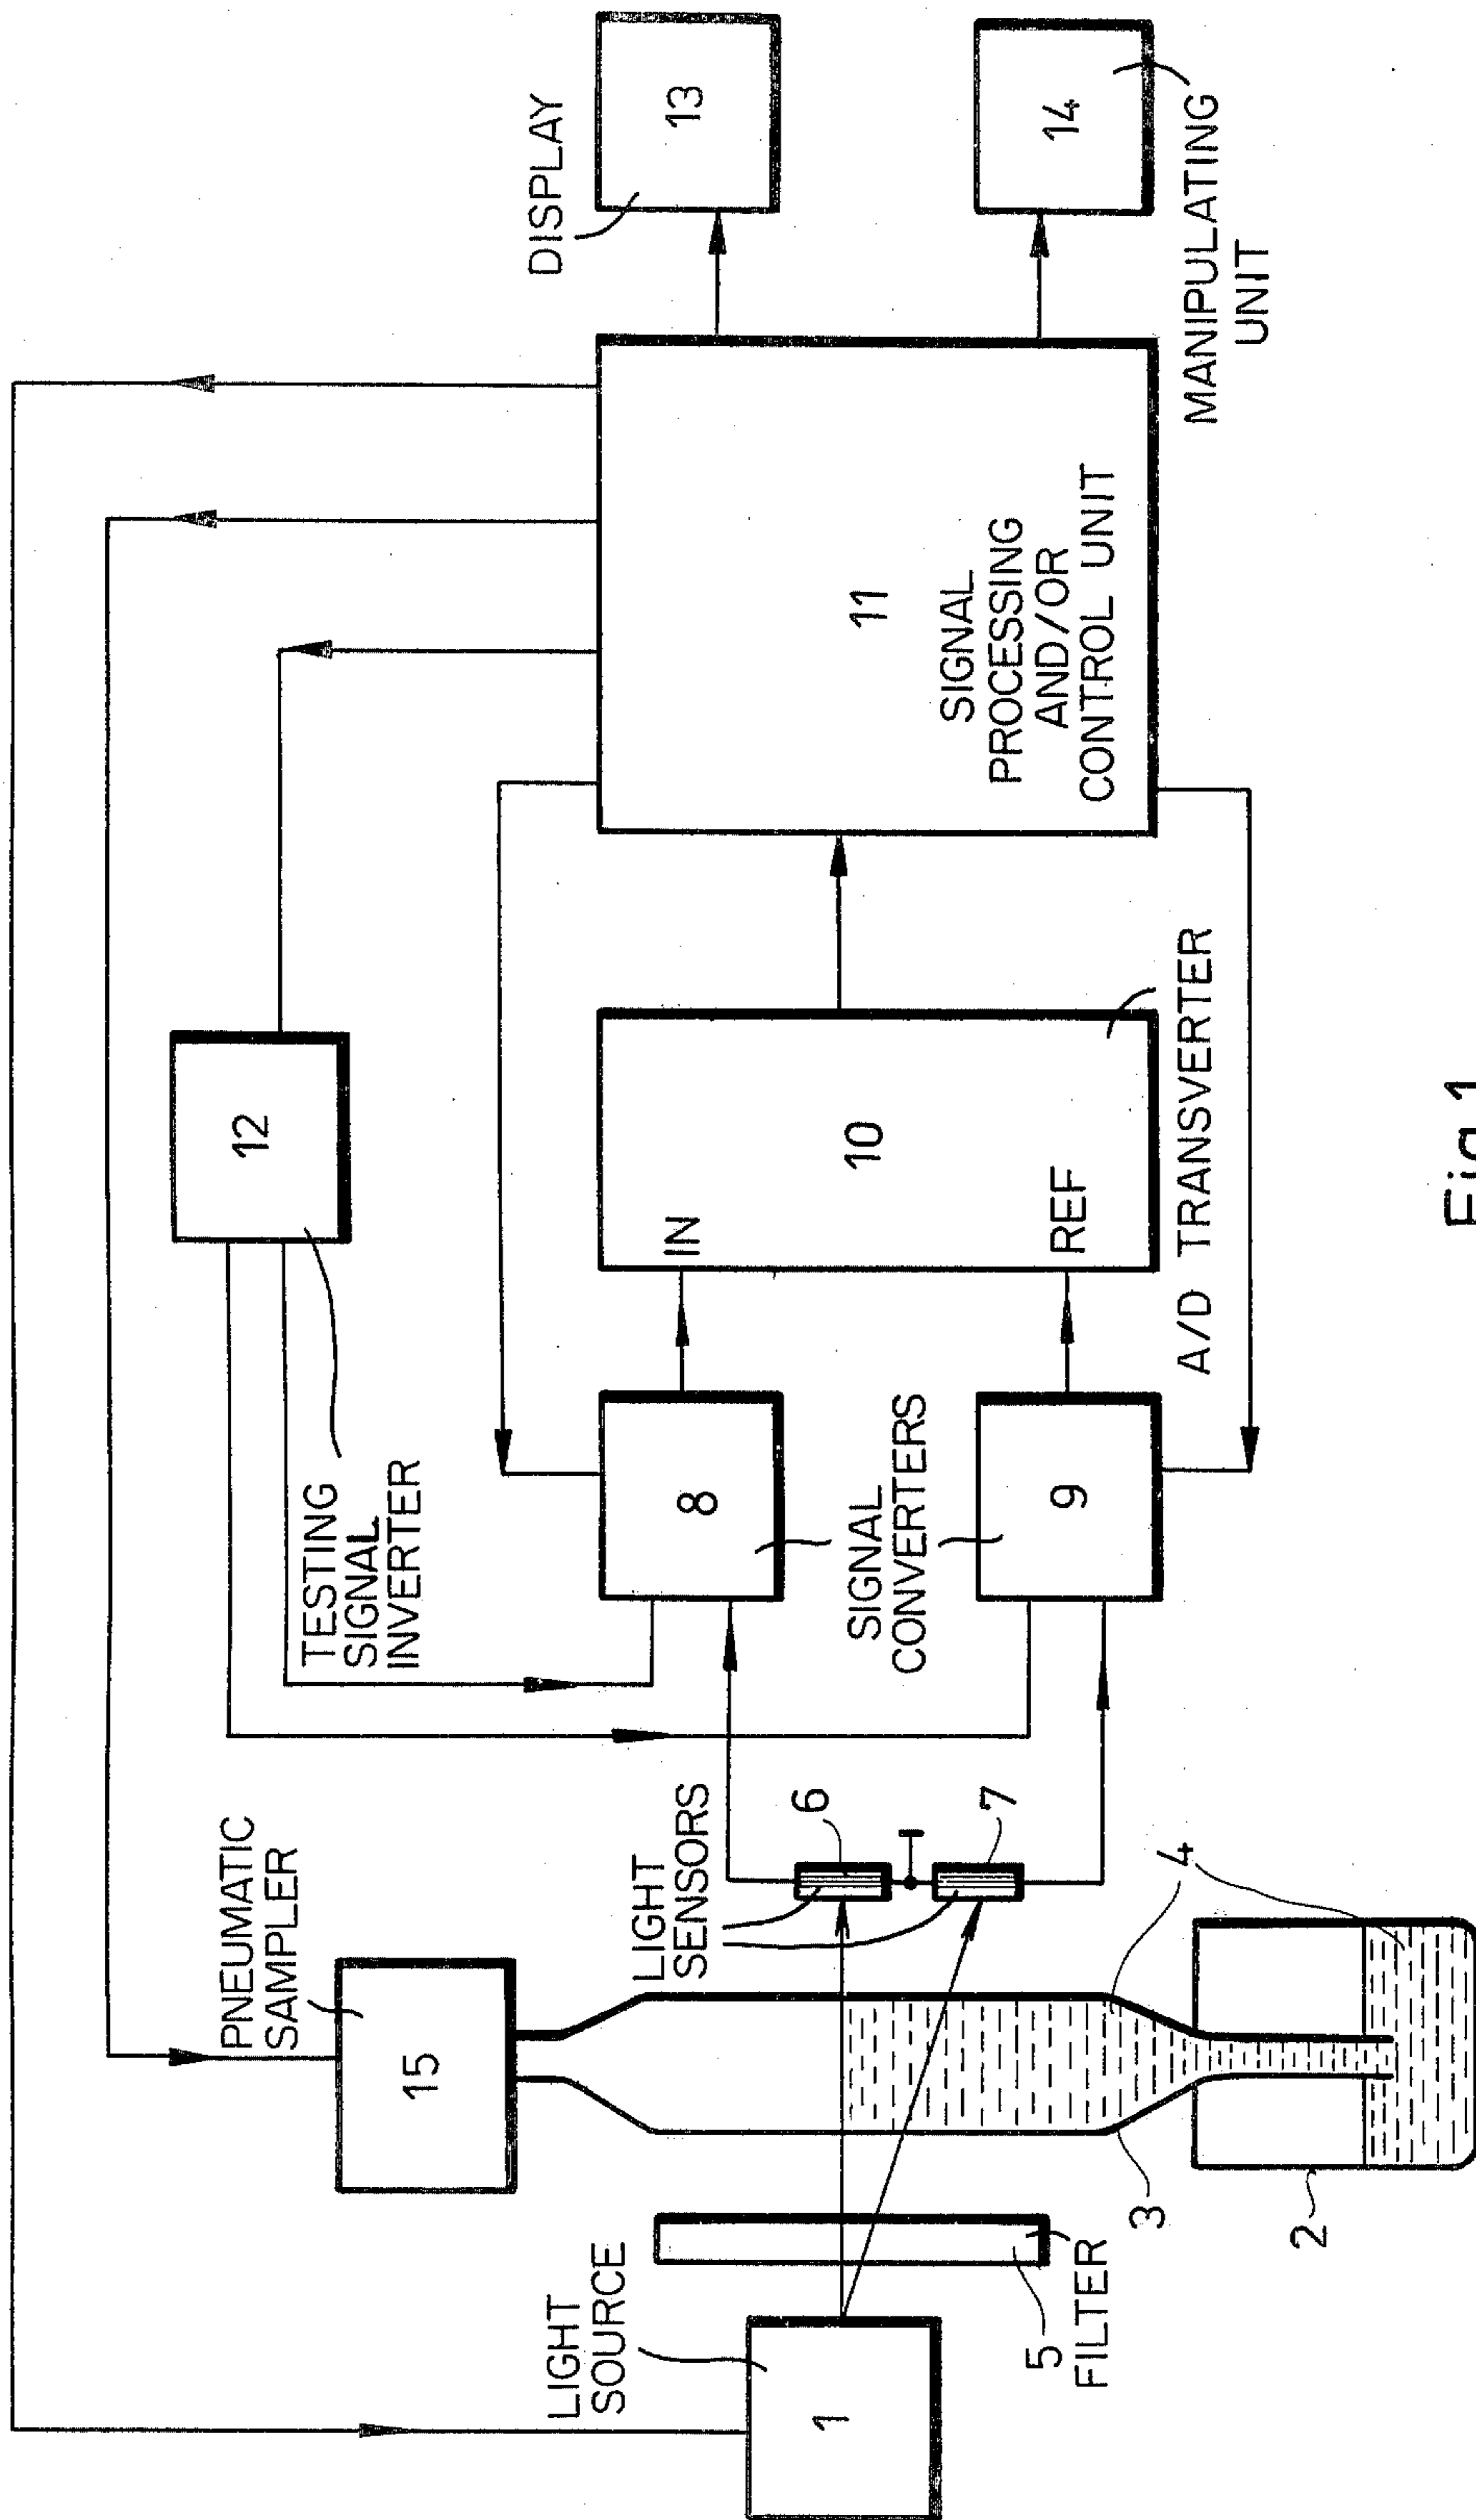 DISPLAY
13
14
MANIPULATING
UNIT
11
SIGNAL
PROCESSING
AND/OR
CONTROL UNIT
12
TESTING
SIGNAL
INVERTER
10
IN
REF
A/D TRANSVERTER
8
9
SIGNAL
CONVERTERS
PNEUMATIC
SAMPLER
15
LIGHT
SENSORS
6
7
4
3
2
LIGHT
SOURCE
1
5
FILTER
Fig.1